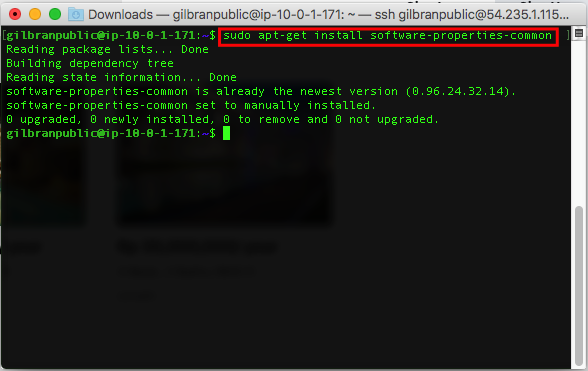 Downloads — gilbranpublic@ip-10-0-1-171: ~ — ssh gilbranpublic@54.235.1.115...
[gilbranpublic@ip-10-0-1-171:~$ sudo apt-get install software-properties-common ]
Reading package lists... Done
Building dependency tree
Reading state information... Done
software-properties-common is already the newest version (0.96.24.32.14).
software-properties-common set to manually installed.
0 upgraded, 0 newly installed, 0 to remove and 0 not upgraded.
gilbranpublic@ip-10-0-1-171:~$